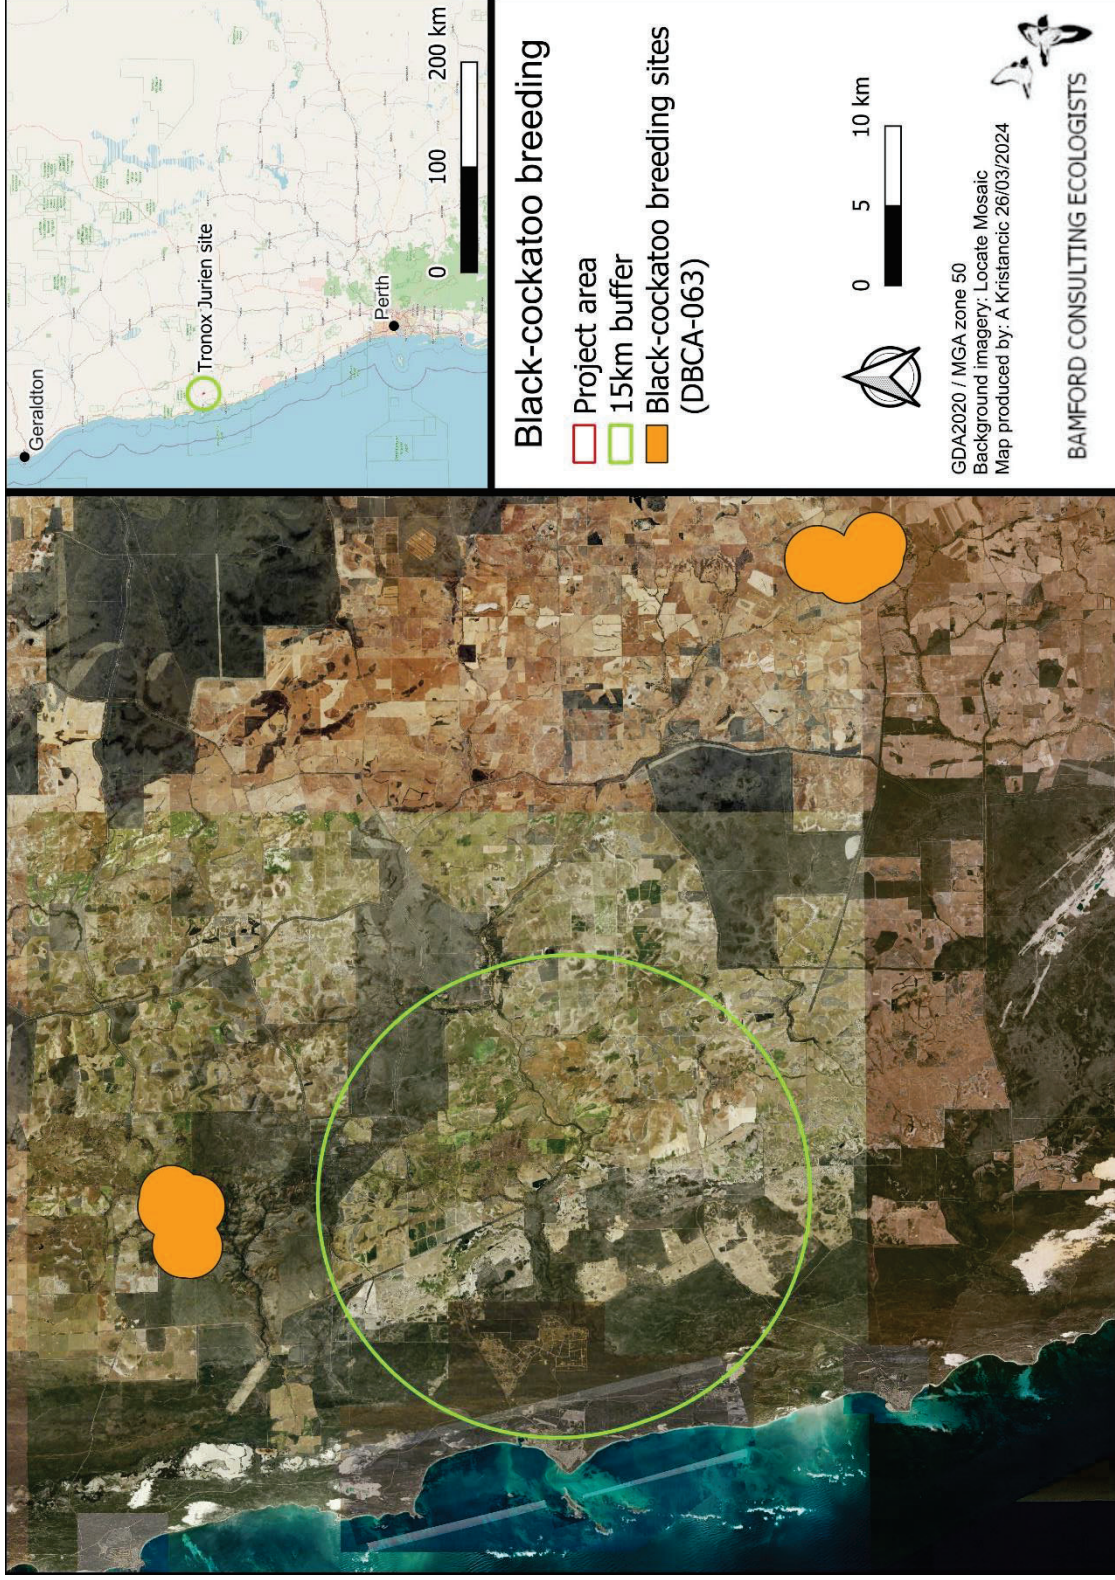 Geraldton
Tronox Jurien site
Perth
0 100 200 km
Black-cockatoo breeding
Project area
15km buffer
Black-cockatoo breeding sites
(DBCA-063)
0 5 10 km
GDA2020 / MGA zone 50
Background imagery: Locate Mosaic
Map produced by: A Kristancic 26/03/2024
BAMFORD CONSULTING ECOLOGISTS